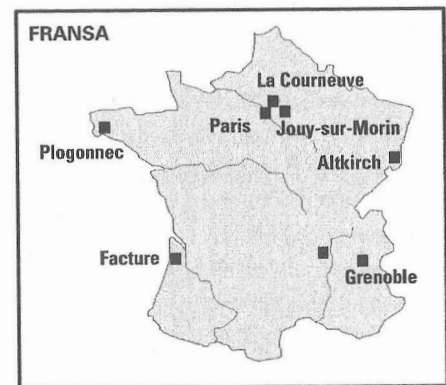 FRANSA
La Courneuve
Paris
Jouy-sur-Morin
Plogonnec
Altkirch
Facture
Grenoble